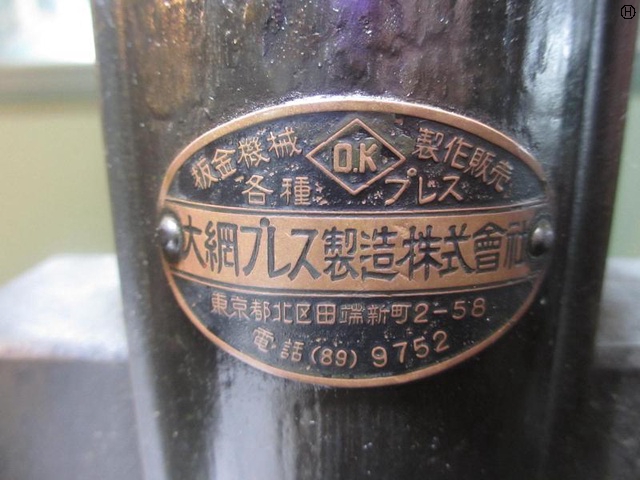 鈑金機械 O.K 製作販売
各種 プレス
大網プレス製造株式會社
東京都北区田端新町2-58
電話(89)9752
H